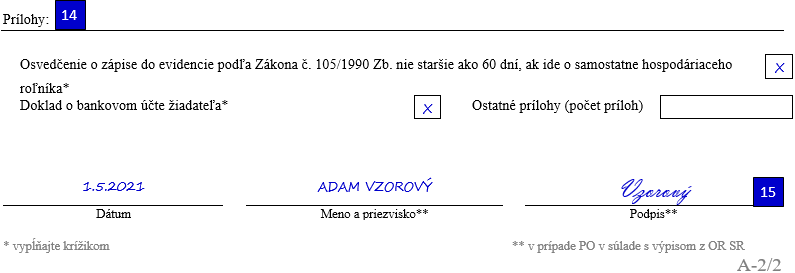 Prílohy: 14
Osvedčenie o zápise do evidencie podľa Zákona č. 105/1990 Zb. nie staršie ako 60 dní, ak ide o samostatne hospodáriaceho X
roľníka*
Doklad o bankovom účte žiadateľa* X Ostatné prílohy (počet príloh)
1.5.2021 ADAM VZOROVÝ Vzorový 15
Dátum Meno a priezvisko** Podpis**
* vypĺňajte krížikom ** v prípade PO v súlade s výpisom z OR SR
A-2/2